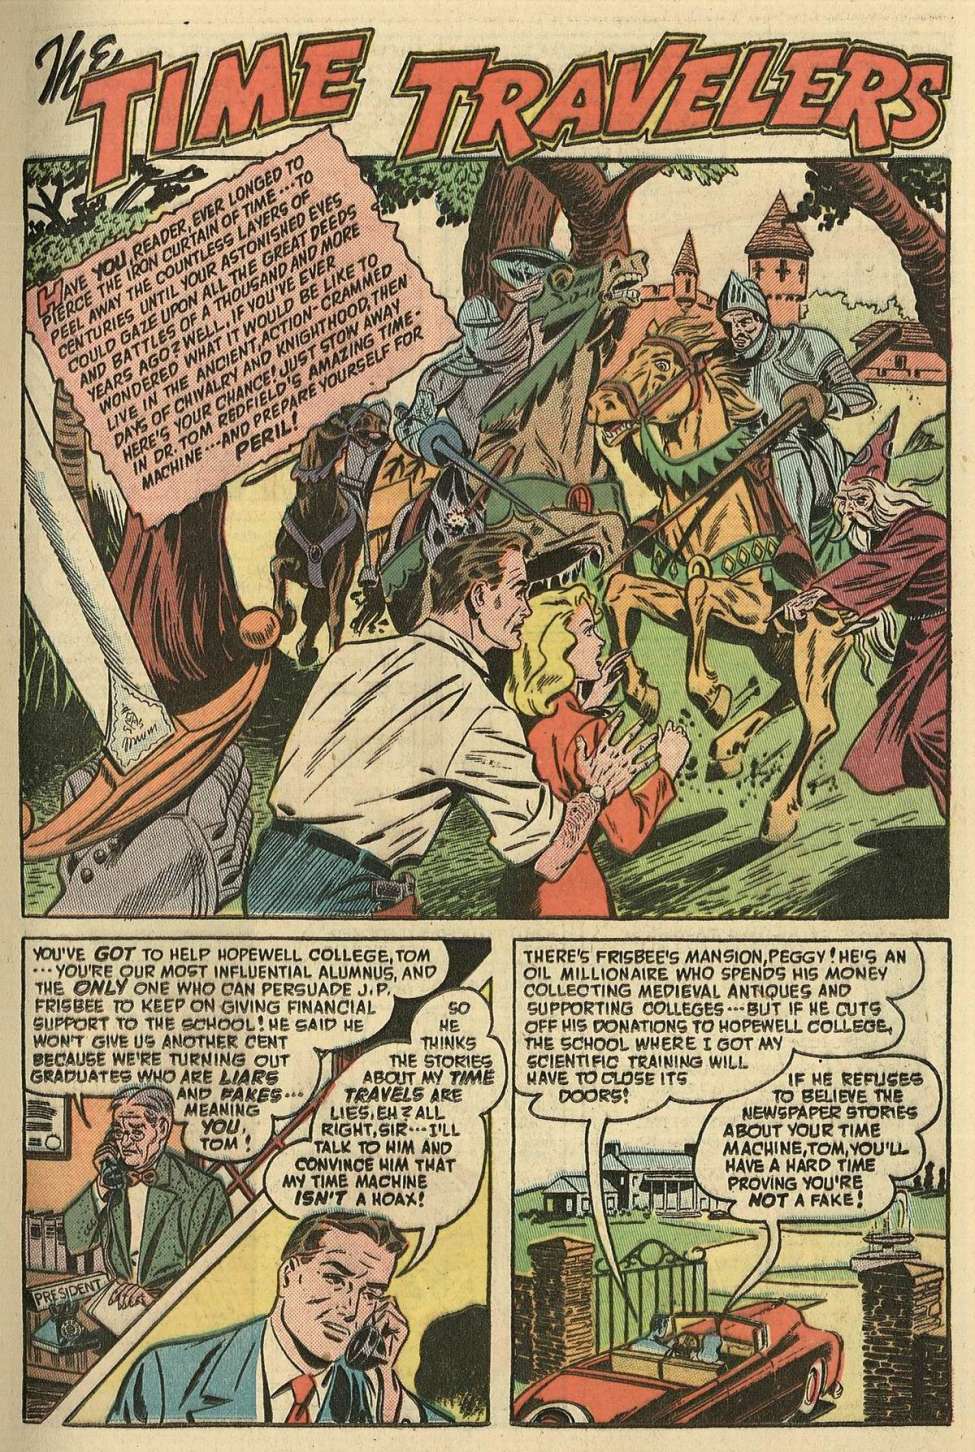 The
TIME TRAVELERS
HAVE YOU, READER, EVER LONGED TO
PIERCE THE IRON CURTAIN OF TIME...TO
PEEL AWAY THE COUNTLESS LAYERS OF
CENTURIES UNTIL YOUR ASTONISHED EYES
COULD GAZE UPON ALL THE GREAT DEEDS
AND BATTLES OF A THOUSAND AND MORE
YEARS AGO? WELL, IF YOU'VE EVER
WONDERED WHAT IT WOULD BE LIKE TO
LIVE IN THE ANCIENT, ACTION-CRAMMED
DAYS OF CHIVALRY AND KNIGHTHOOD, THEN
HERE'S YOUR CHANCE! JUST STOW AWAY
IN DR. TOM REDFIELD'S AMAZING TIME-
MACHINE...AND PREPARE YOURSELF FOR
PERIL!
YOU'VE GOT TO HELP HOPEWELL COLLEGE, TOM
...YOU'RE OUR MOST INFLUENTIAL ALUMNUS, AND
THE ONLY ONE WHO CAN PERSUADE J.P.
FRISBEE TO KEEP ON GIVING FINANCIAL
SUPPORT TO THE SCHOOL! HE SAID HE
WON'T GIVE US ANOTHER CENT
BECAUSE WE'RE TURNING OUT
GRADUATES WHO ARE LIARS
AND FAKES...
MEANING
YOU,
TOM!
PRESIDENT
SO
HE
THINKS
THE STORIES
ABOUT MY TIME
TRAVELS ARE
LIES, EH? ALL
RIGHT, SIR...I'LL
TALK TO HIM AND
CONVINCE HIM THAT
MY TIME MACHINE
ISN'T A HOAX!
THERE'S FRISBEE'S MANSION, PEGGY! HE'S AN
OIL MILLIONAIRE WHO SPENDS HIS MONEY
COLLECTING MEDIEVAL ANTIQUES AND
SUPPORTING COLLEGES...BUT IF HE CUTS
OFF HIS DONATIONS TO HOPEWELL COLLEGE,
THE SCHOOL WHERE I GOT MY
SCIENTIFIC TRAINING WILL
HAVE TO CLOSE ITS
DOORS!
IF HE REFUSES
TO BELIEVE THE
NEWSPAPER STORIES
ABOUT YOUR TIME
MACHINE, TOM, YOU'LL
HAVE A HARD TIME
PROVING YOU'RE
NOT A FAKE!